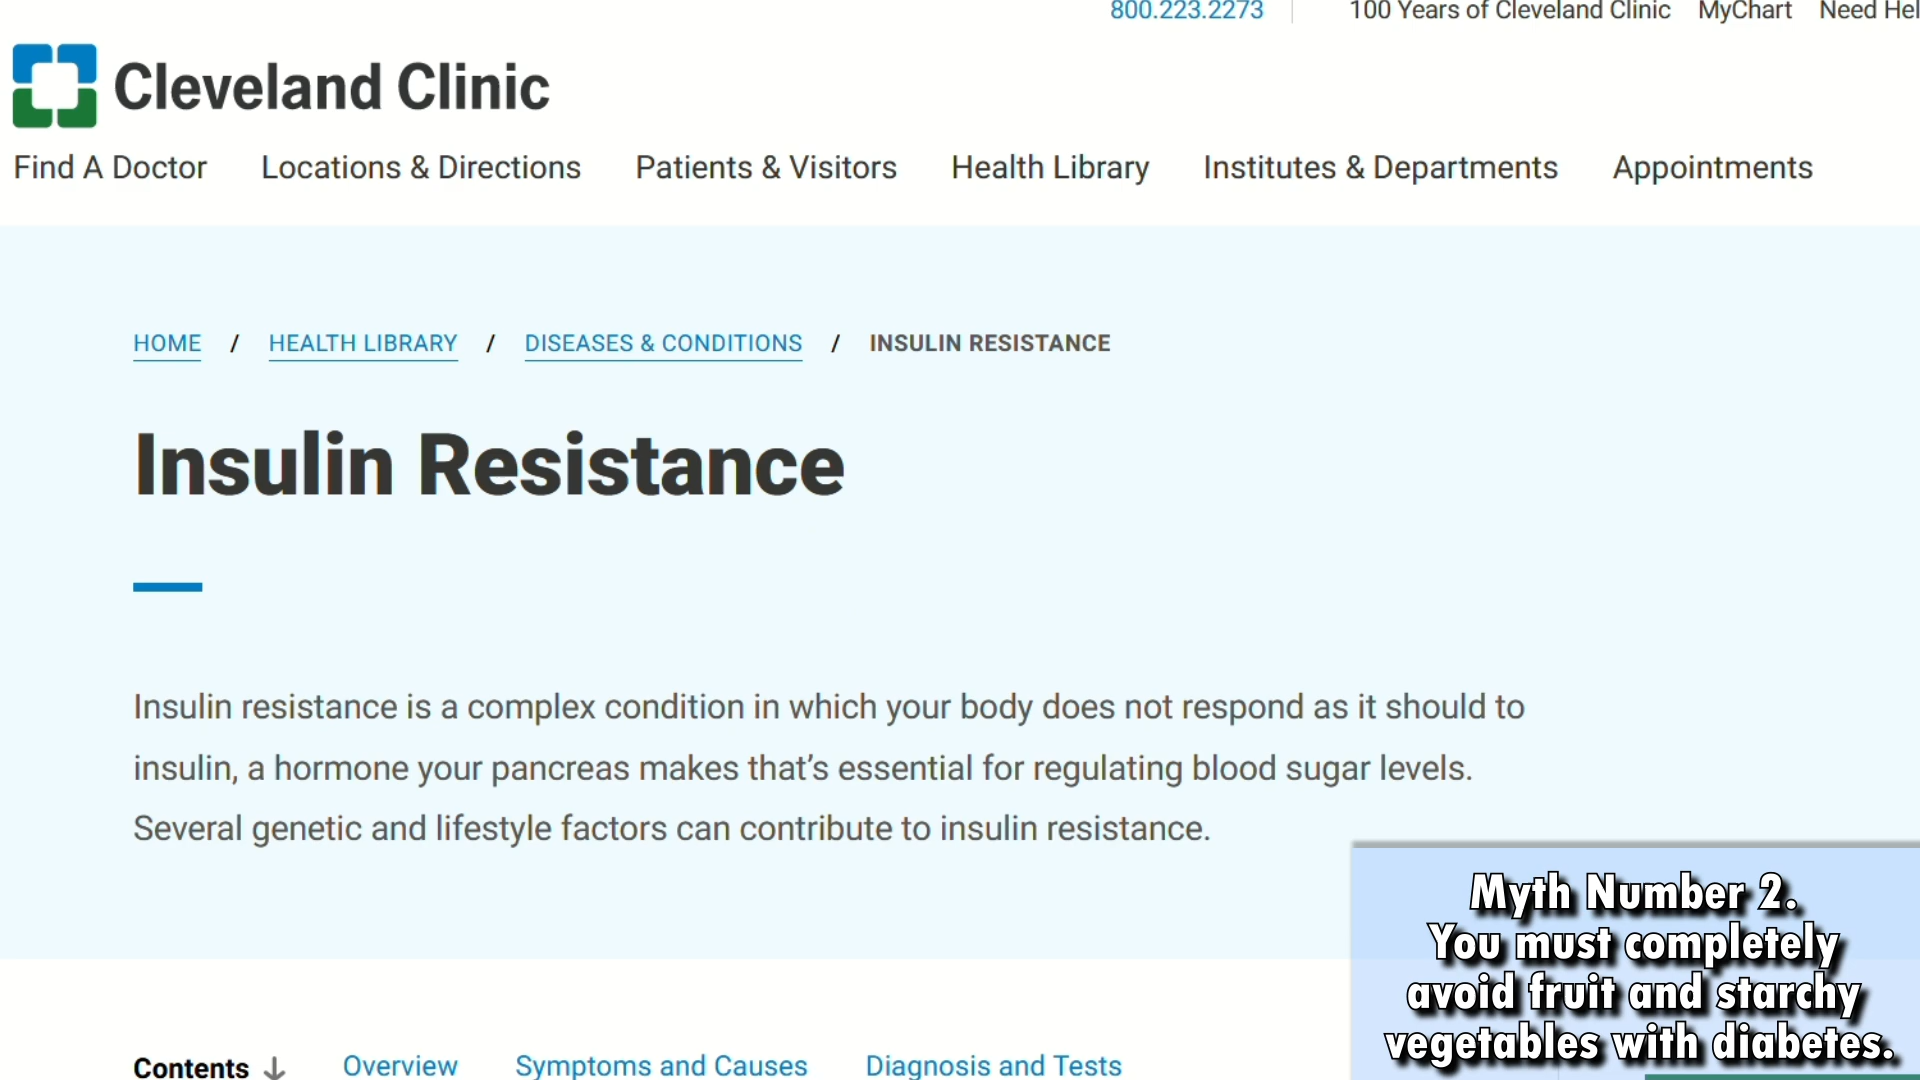 800.223.2273 100 Years of Cleveland Clinic MyChart Need Hel
Cleveland Clinic
Find A Doctor Locations & Directions Patients & Visitors Health Library Institutes & Departments Appointments
HOME / HEALTH LIBRARY / DISEASES & CONDITIONS / INSULIN RESISTANCE
Insulin Resistance
Insulin resistance is a complex condition in which your body does not respond as it should to
insulin, a hormone your pancreas makes that’s essential for regulating blood sugar levels.
Several genetic and lifestyle factors can contribute to insulin resistance.
Myth Number 2.
You must completely
avoid fruit and starchy
vegetables with diabetes.
Contents ↓ Overview Symptoms and Causes Diagnosis and Tests